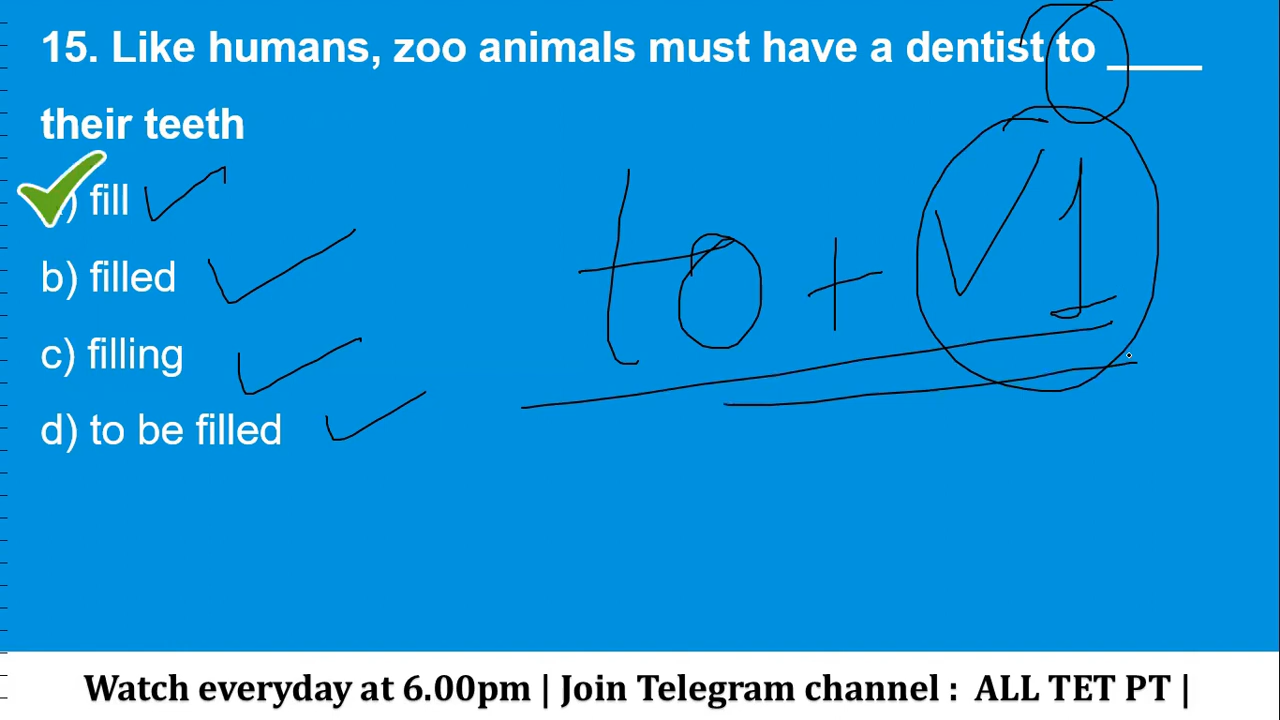 15. Like humans, zoo animals must have a dentist to _____
their teeth
) fill
b) filled
c) filling
d) to be filled
to + V1
Watch everyday at 6.00pm | Join Telegram channel : ALL TET PT |